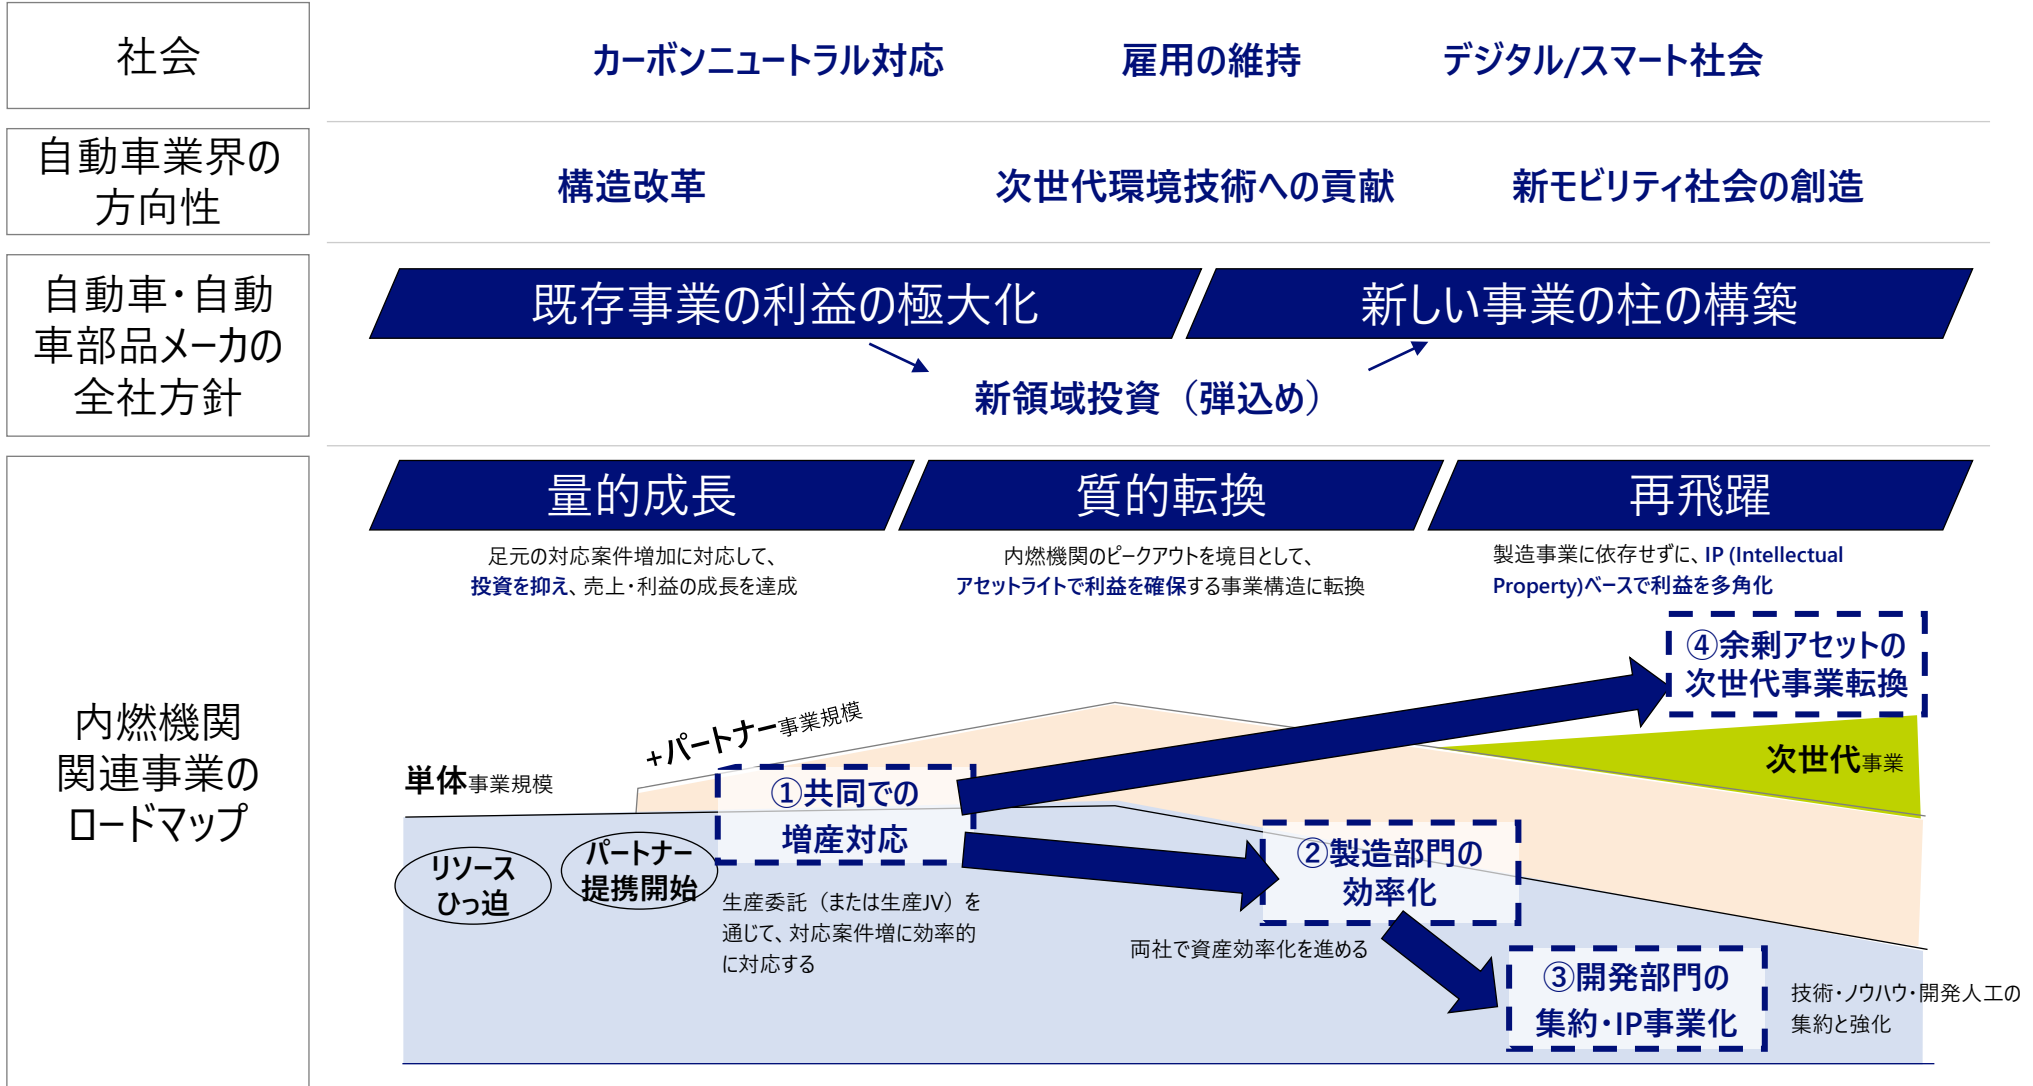 社会
カーボンニュートラル対応
雇用の維持
デジタル/スマート社会
自動車業界の
方向性
構造改革
次世代環境技術への貢献
新モビリティ社会の創造
自動車・自動
車部品メーカの
全社方針
既存事業の利益の極大化
新しい事業の柱の構築
新領域投資（弾込め）
内燃機関
関連事業の
ロードマップ
量的成長
質的転換
再飛躍
足元の対応案件増加に対応して、
投資を抑え、売上・利益の成長を達成
内燃機関のピークアウトを境目として、
アセットライトで利益を確保する事業構造に転換
製造事業に依存せずに、IP (Intellectual
Property)ベースで利益を多角化
④余剰アセットの
次世代事業転換
+パートナー事業規模
単体事業規模
次世代事業
①共同での
増産対応
リソース
ひっ迫
パートナー
提携開始
②製造部門の
効率化
生産委託（または生産JV）を
通じて、対応案件増に効率的
に対応する
両社で資産効率化を進める
③開発部門の
集約・IP事業化
技術・ノウハウ・開発人工の
集約と強化